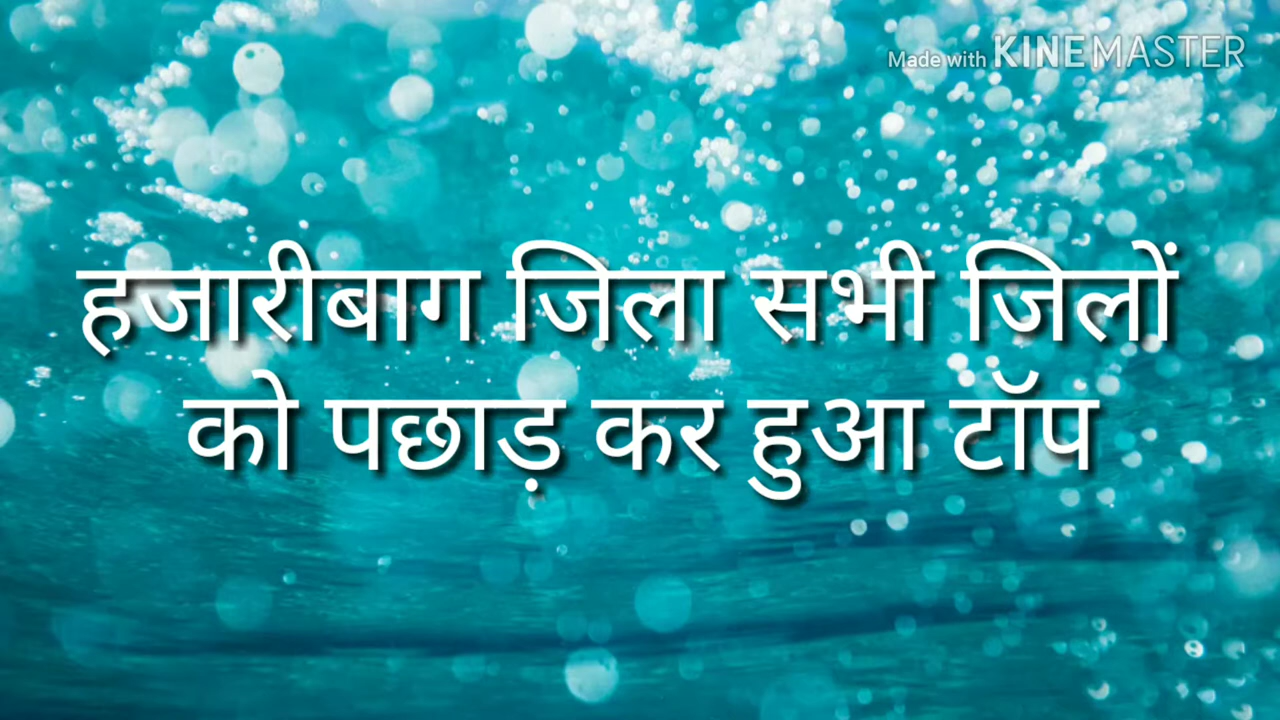 Made with KINEMASTER
हजारीबाग जिला सभी जिलों
को पछाड़ कर हुआ टॉप